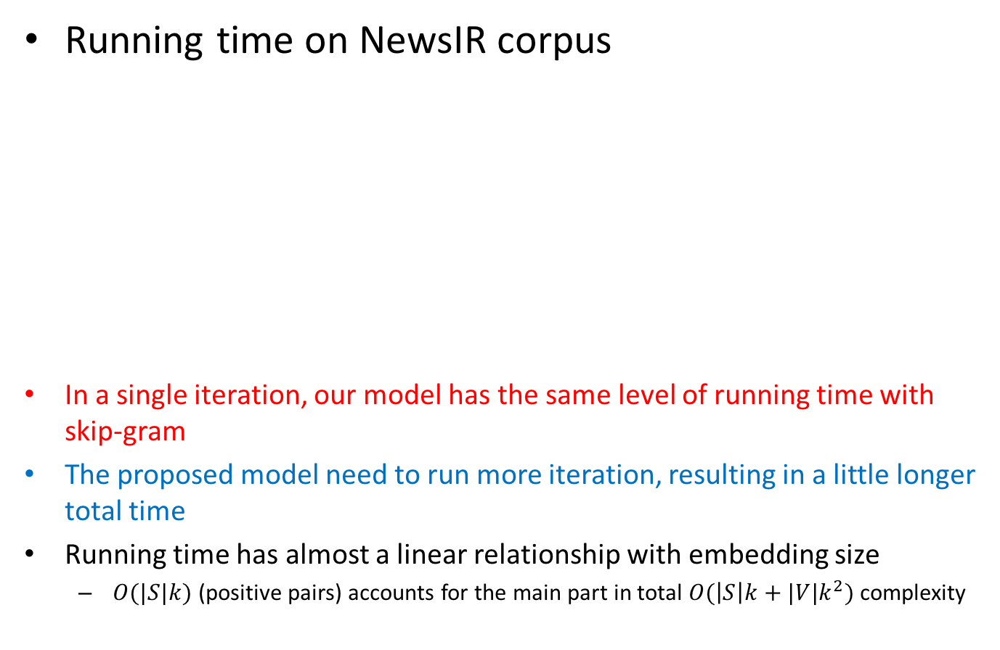 • Running time on NewsIR corpus
• In a single iteration, our model has the same level of running time with
skip-gram
• The proposed model need to run more iteration, resulting in a little longer
total time
• Running time has almost a linear relationship with embedding size
– 𝑂(|𝑆|𝑘) (positive pairs) accounts for the main part in total 𝑂(|𝑆|𝑘 + |𝑉|𝑘²) complexity